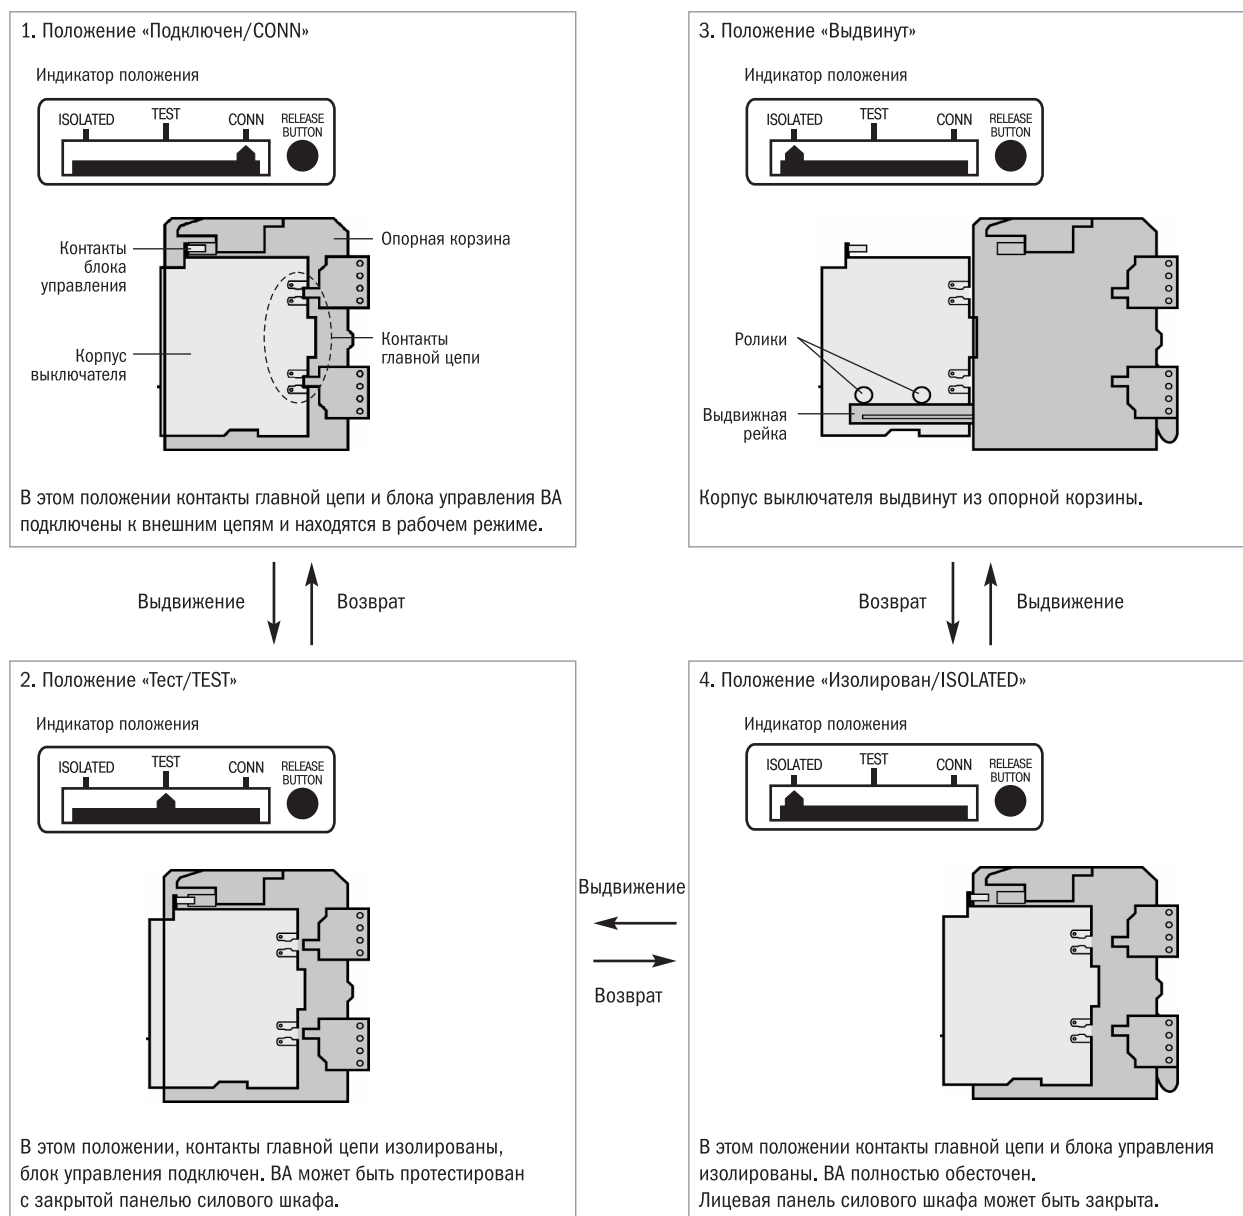 1. Положение «Подключен/CONN»
Индикатор положения
ISOLATED
TEST
CONN
RELEASE
BUTTON
Контакты
блока
управления
Опорная корзина
Корпус
выключателя
Контакты
главной цепи
В этом положении контакты главной цепи и блока управления ВА
подключены к внешним цепям и находятся в рабочем режиме.
Выдвижение
Возврат
2. Положение «Тест/TEST»
Индикатор положения
ISOLATED
TEST
CONN
RELEASE
BUTTON
В этом положении, контакты главной цепи изолированы,
блок управления подключен. ВА может быть протестирован
с закрытой панелью силового шкафа.
Выдвижение
Возврат
3. Положение «Выдвинут»
Индикатор положения
ISOLATED
TEST
CONN
RELEASE
BUTTON
Ролики
Выдвижная
рейка
Корпус выключателя выдвинут из опорной корзины.
Возврат
Выдвижение
4. Положение «Изолирован/ISOLATED»
Индикатор положения
ISOLATED
TEST
CONN
RELEASE
BUTTON
В этом положении контакты главной цепи и блока управления
изолированы. ВА полностью обесточен.
Лицевая панель силового шкафа может быть закрыта.